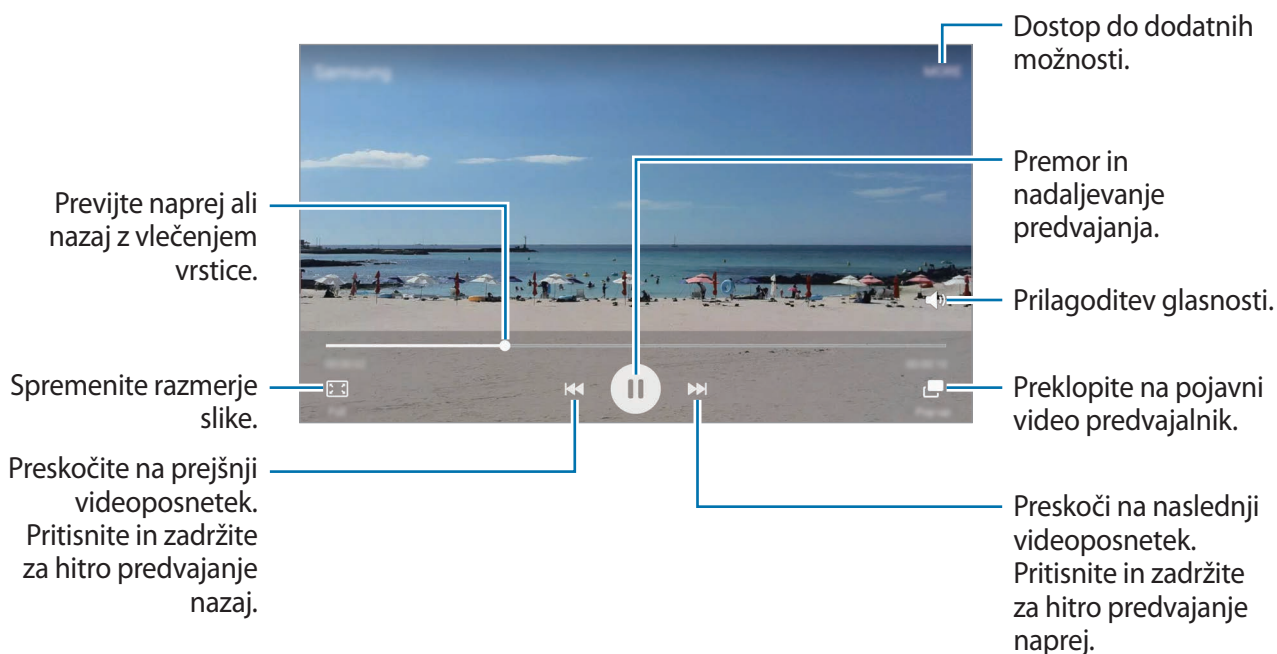 Dostop do dodatnih
možnosti.
Premor in
nadaljevanje
predvajanja.
Previjte naprej ali
nazaj z vlečenjem
vrstice.
Prilagoditev glasnosti.
Spremenite razmerje
slike.
Preklopite na pojavni
video predvajalnik.
Preskočite na prejšnji
videoposnetek.
Pritisnite in zadržite
za hitro predvajanje
nazaj.
Preskoči na naslednji
videoposnetek.
Pritisnite in zadržite
za hitro predvajanje
naprej.